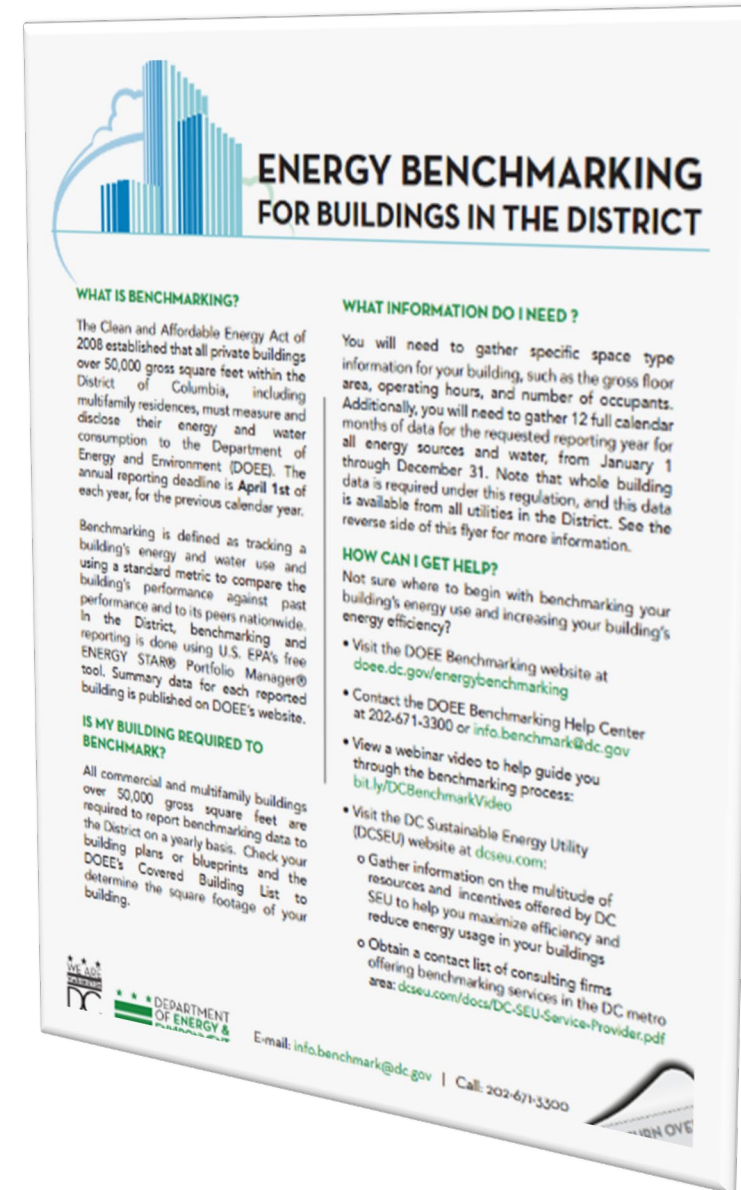 ENERGY BENCHMARKING
FOR BUILDINGS IN THE DISTRICT
WHAT IS BENCHMARKING?
The Clean and Affordable Energy Act of
2008 established that all private buildings
over 50,000 gross square feet within the
District of Columbia, including
multifamily residences, must measure and
disclose their energy and water
consumption to the Department of
Energy and Environment (DOEE). The
annual reporting deadline is April 1st of
each year, for the previous calendar year.
Benchmarking is defined as tracking a
building's energy and water use and
using a standard metric to compare the
building's performance against past
performance and to its peers nationwide.
In the District, benchmarking and
reporting is done using U.S. EPA's free
ENERGY STAR® Portfolio Manager®
tool. Summary data for each reported
building is published on DOEE's website.
IS MY BUILDING REQUIRED TO
BENCHMARK?
All commercial and multifamily buildings
over 50,000 gross square feet are
required to report benchmarking data to
the District on a yearly basis. Check your
building plans or blueprints and the
DOEE's Covered Building List to
determine the square footage of your
building.
WHAT INFORMATION DO I NEED ?
You will need to gather specific space type
information for your building, such as the gross floor
area, operating hours, and number of occupants.
Additionally, you will need to gather 12 full calendar
months of data for the requested reporting year for
all energy sources and water, from January 1
through December 31. Note that whole building
data is required under this regulation, and this data
is available from all utilities in the District. See the
reverse side of this flyer for more information.
HOW CAN I GET HELP?
Not sure where to begin with benchmarking your
building's energy use and increasing your building's
energy efficiency?
• Visit the DOEE Benchmarking website at
doee.dc.gov/energybenchmarking
• Contact the DOEE Benchmarking Help Center
at 202-671-3300 or info.benchmark@dc.gov
• View a webinar video to help guide you
through the benchmarking process:
bit.ly/DCBenchmarkVideo
• Visit the DC Sustainable Energy Utility
(DCSEU) website at dcseu.com:
o Gather information on the multitude of
resources and incentives offered by DC
SEU to help you maximize efficiency and
reduce energy usage in your buildings
o Obtain a contact list of consulting firms
offering benchmarking services in the DC metro
area: dcseu.com/docs/DC-SEU-Service-Provider.pdf
WE ARE
DC
DEPARTMENT
OF ENERGY &
E-mail: info.benchmark@dc.gov | Call: 202-671-3300